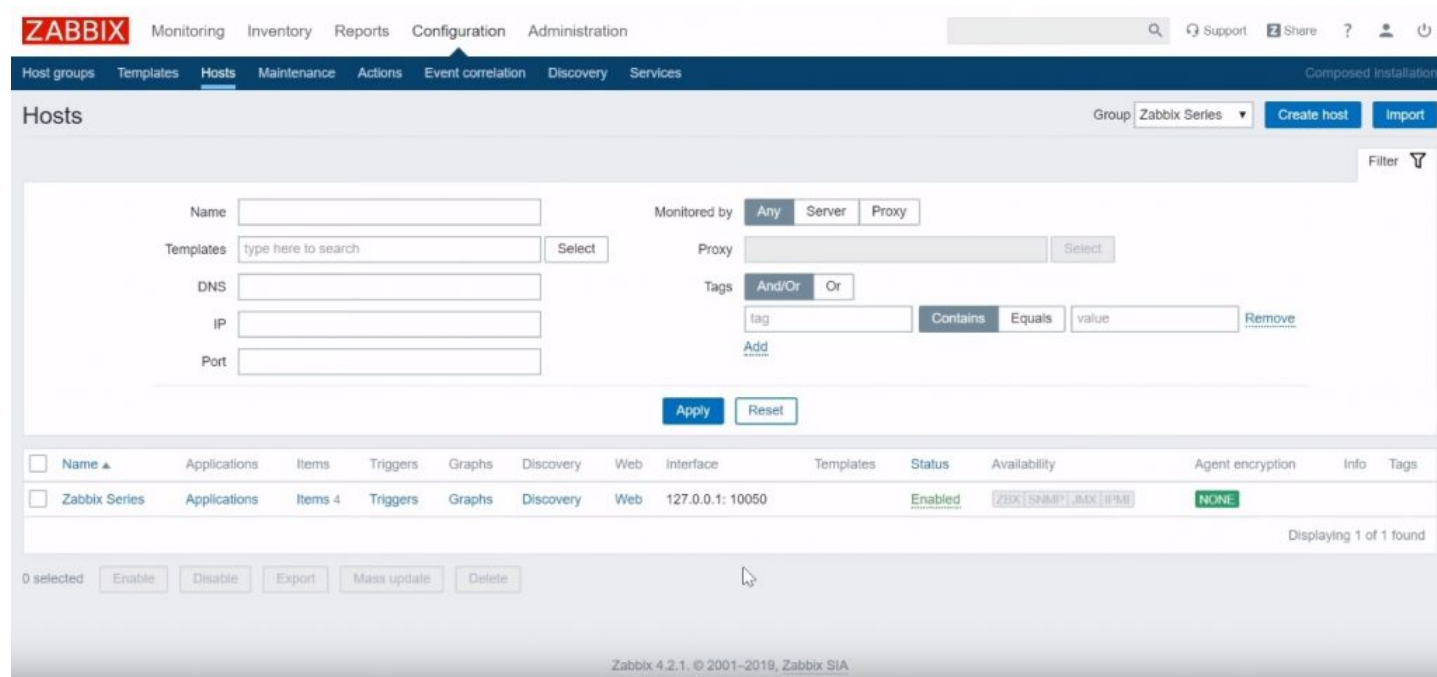 ZABBIX Monitoring Inventory Reports Configuration Administration Support Z Share ?
Host groups Templates Hosts Maintenance Actions Event correlation Discovery Services Composed installation
Hosts Group Zabbix Series Create host Import
Filter
Name Monitored by Any Server Proxy
Templates type here to search Select Proxy Select
DNS Tags And/Or Or
IP tag Contains Equals value Remove
Add
Port
Apply Reset
Name Applications Items Triggers Graphs Discovery Web Interface Templates Status Availability Agent encryption Info Tags
Zabbix Series Applications Items 4 Triggers Graphs Discovery Web 127.0.0.1: 10050 Enabled ZBX SNMP JMX IPMI NONE
Displaying 1 of 1 found
0 selected Enable Disable Export Mass update Delete
Zabbix 4.2.1. © 2001–2019, Zabbix SIA